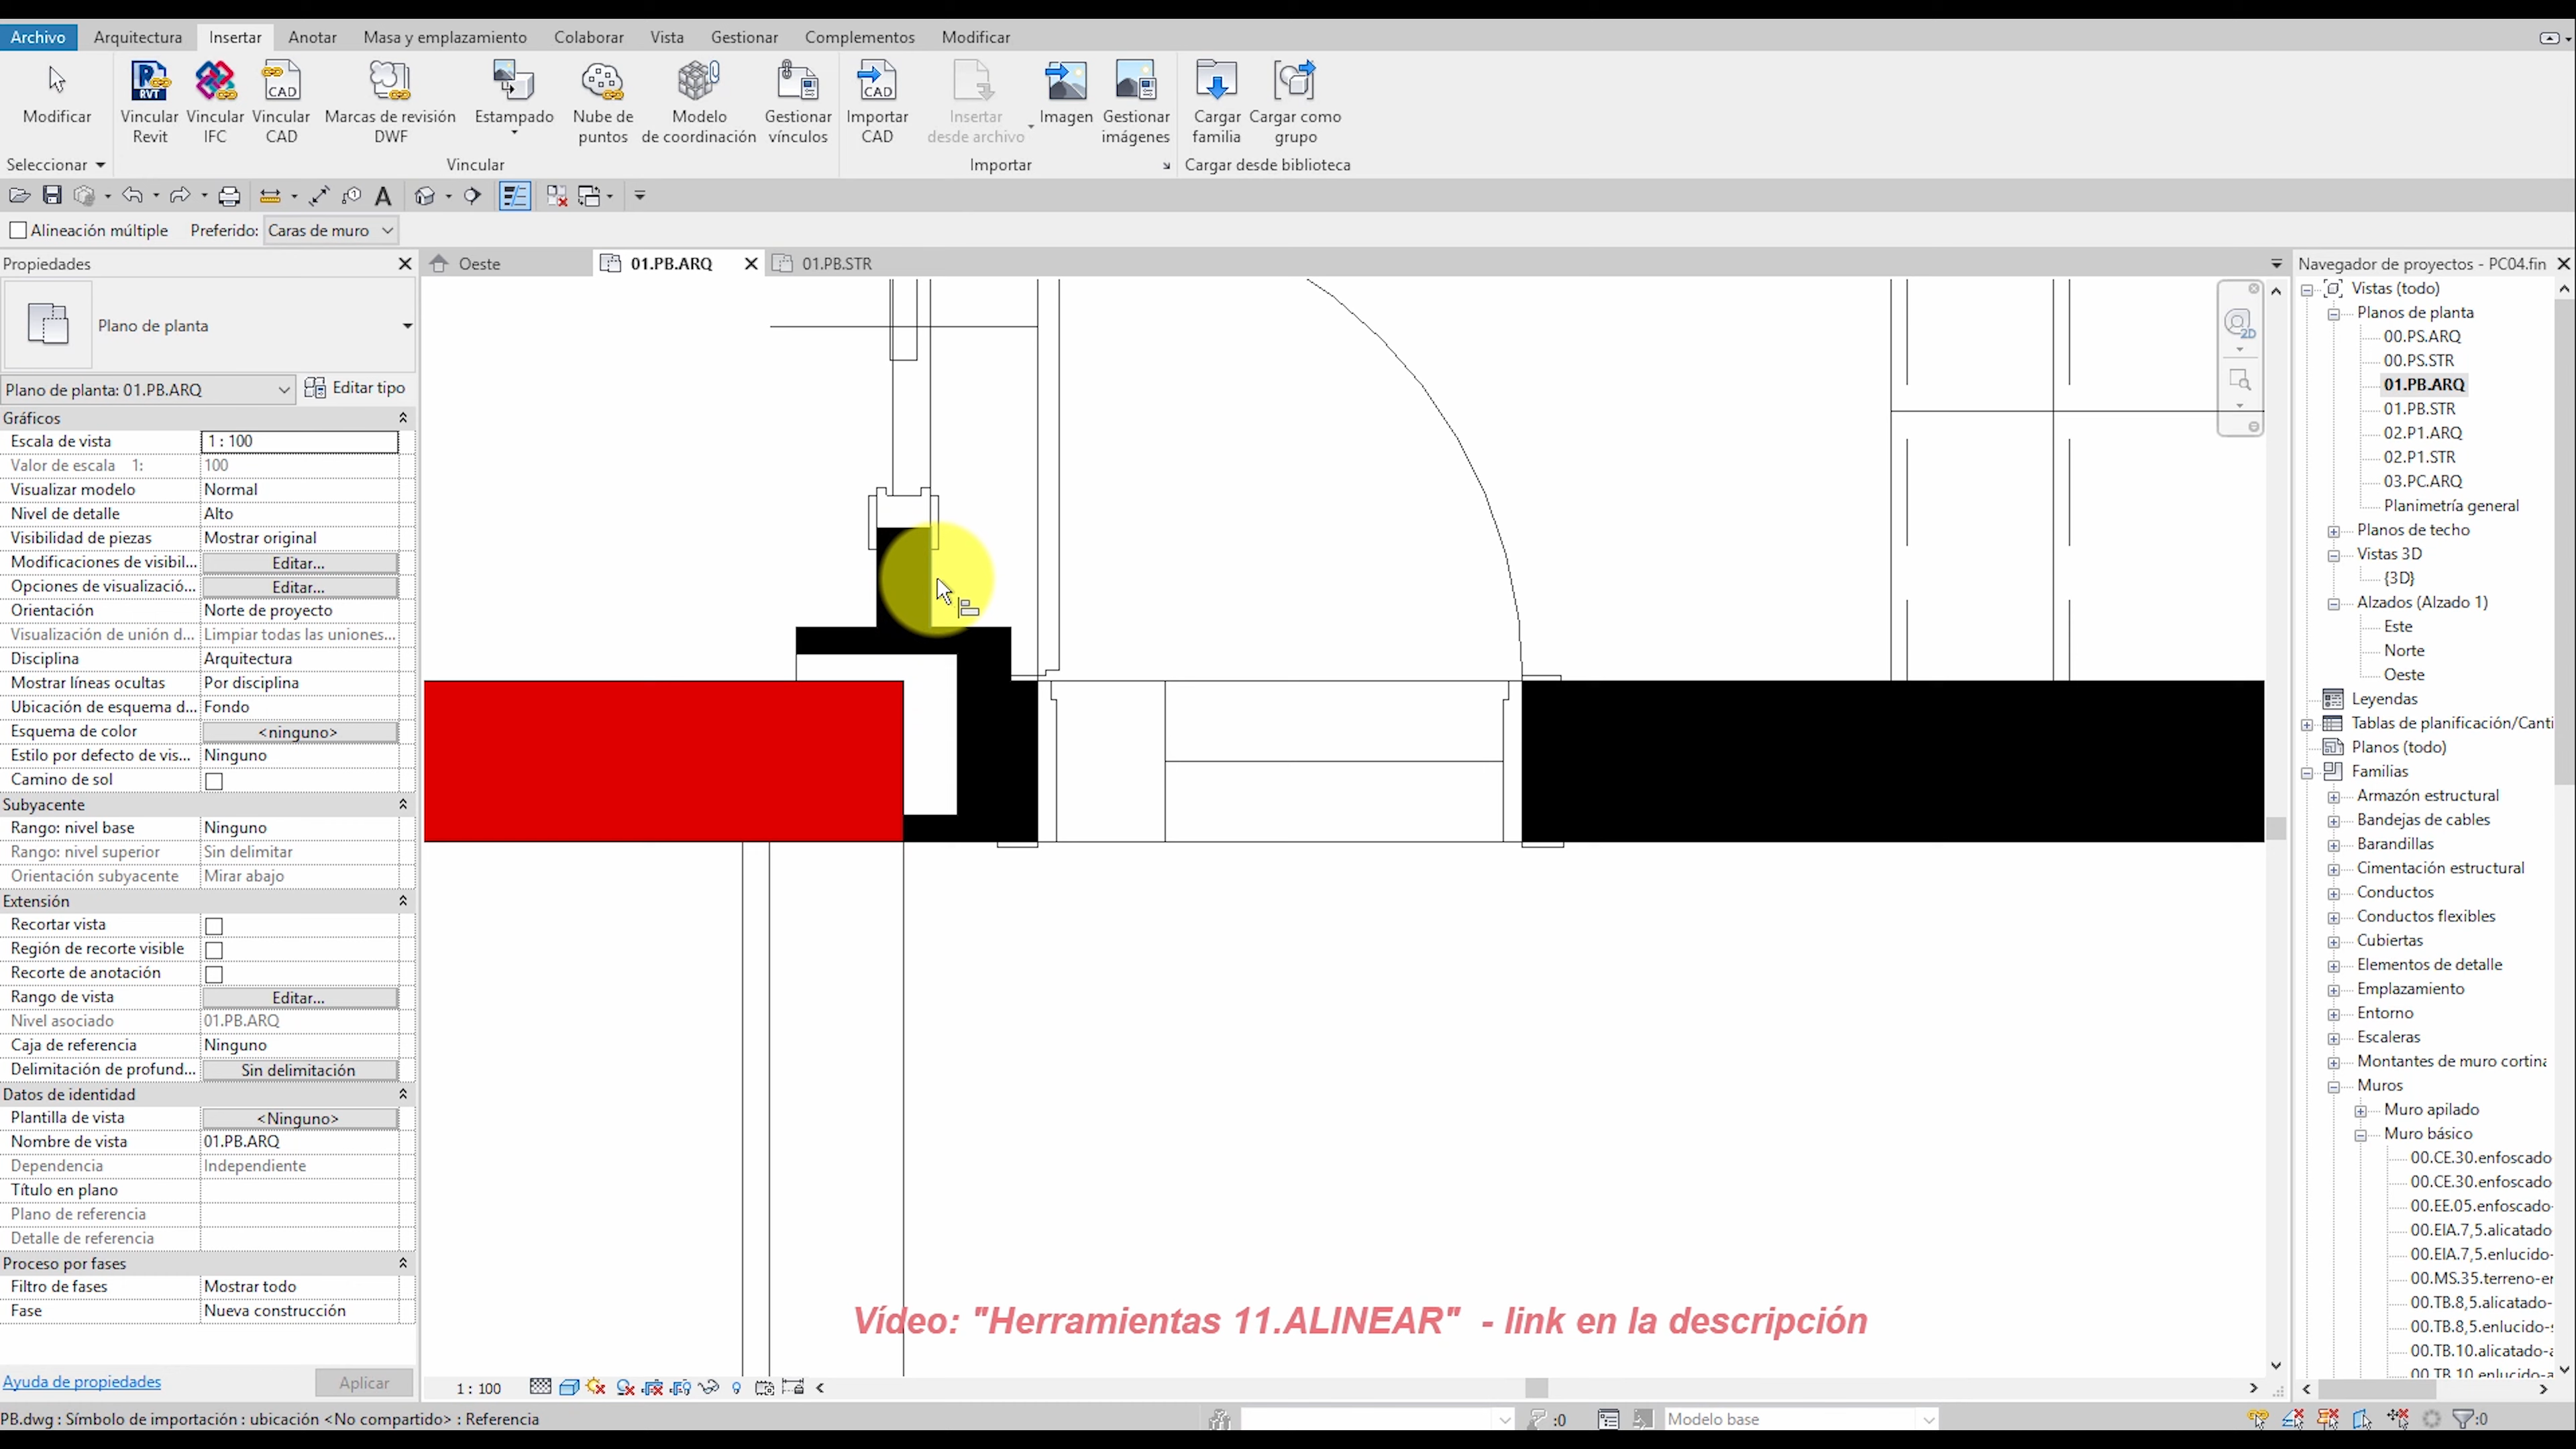 Archivo Arquitectura Insertar Anotar Masa y emplazamiento Colaborar Vista Gestionar Complementos Modificar
Modificar
Vincular Revit
Vincular IFC
Vincular CAD
Marcas de revisión DWF
Estampado
Nube de puntos
Modelo de coordinación
Gestionar vínculos
Importar CAD
Insertar desde archivo
Imagen
Gestionar imágenes
Cargar familia
Cargar como grupo
Seleccionar Vincular Importar Cargar desde biblioteca
Alineación múltiple Preferido: Caras de muro
Propiedades
Oeste 01.PB.ARQ 01.PB.STR
Plano de planta
Plano de planta: 01.PB.ARQ Editar tipo
Gráficos
Escala de vista 1 : 100
Valor de escala 1: 100
Visualizar modelo Normal
Nivel de detalle Alto
Visibilidad de piezas Mostrar original
Modificaciones de visibil... Editar...
Opciones de visualizació... Editar...
Orientación Norte de proyecto
Visualización de unión d... Limpiar todas las uniones...
Disciplina Arquitectura
Mostrar líneas ocultas Por disciplina
Ubicación de esquema d... Fondo
Esquema de color <ninguno>
Estilo por defecto de vis... Ninguno
Camino de sol
Subyacente
Rango: nivel base Ninguno
Rango: nivel superior Sin delimitar
Orientación subyacente Mirar abajo
Extensión
Recortar vista
Región de recorte visible
Recorte de anotación
Rango de vista Editar...
Nivel asociado 01.PB.ARQ
Caja de referencia Ninguno
Delimitación de profund... Sin delimitación
Datos de identidad
Plantilla de vista <Ninguno>
Nombre de vista 01.PB.ARQ
Dependencia Independiente
Título en plano
Plano de referencia
Detalle de referencia
Proceso por fases
Filtro de fases Mostrar todo
Fase Nueva construcción
Ayuda de propiedades Aplicar
Vídeo: "Herramientas 11.ALINEAR" - link en la descripción
1 : 100
PB.dwg : Símbolo de importación : ubicación <No compartido> : Referencia
:0
Modelo base
:0
Navegador de proyectos - PC04.fin
Vistas (todo)
Planos de planta
00.PS.ARQ
00.PS.STR
01.PB.ARQ
01.PB.STR
02.P1.ARQ
02.P1.STR
03.PC.ARQ
Planimetría general
Planos de techo
Vistas 3D
{3D}
Alzados (Alzado 1)
Este
Norte
Oeste
Leyendas
Tablas de planificación/Canti
Planos (todo)
Familias
Armazón estructural
Bandejas de cables
Barandillas
Cimentación estructural
Conductos
Conductos flexibles
Cubiertas
Elementos de detalle
Emplazamiento
Entorno
Escaleras
Montantes de muro cortina
Muros
Muro apilado
Muro básico
00.CE.30.enfoscado
00.CE.30.enfoscado
00.EE.05.enfoscado-
00.EIA.7,5.alicatado
00.EIA.7,5.enlucido-
00.MS.35.terreno-er
00.TB.8,5.alicatado-
00.TB.8,5.enlucido-s
00.TB.10.alicatado-a